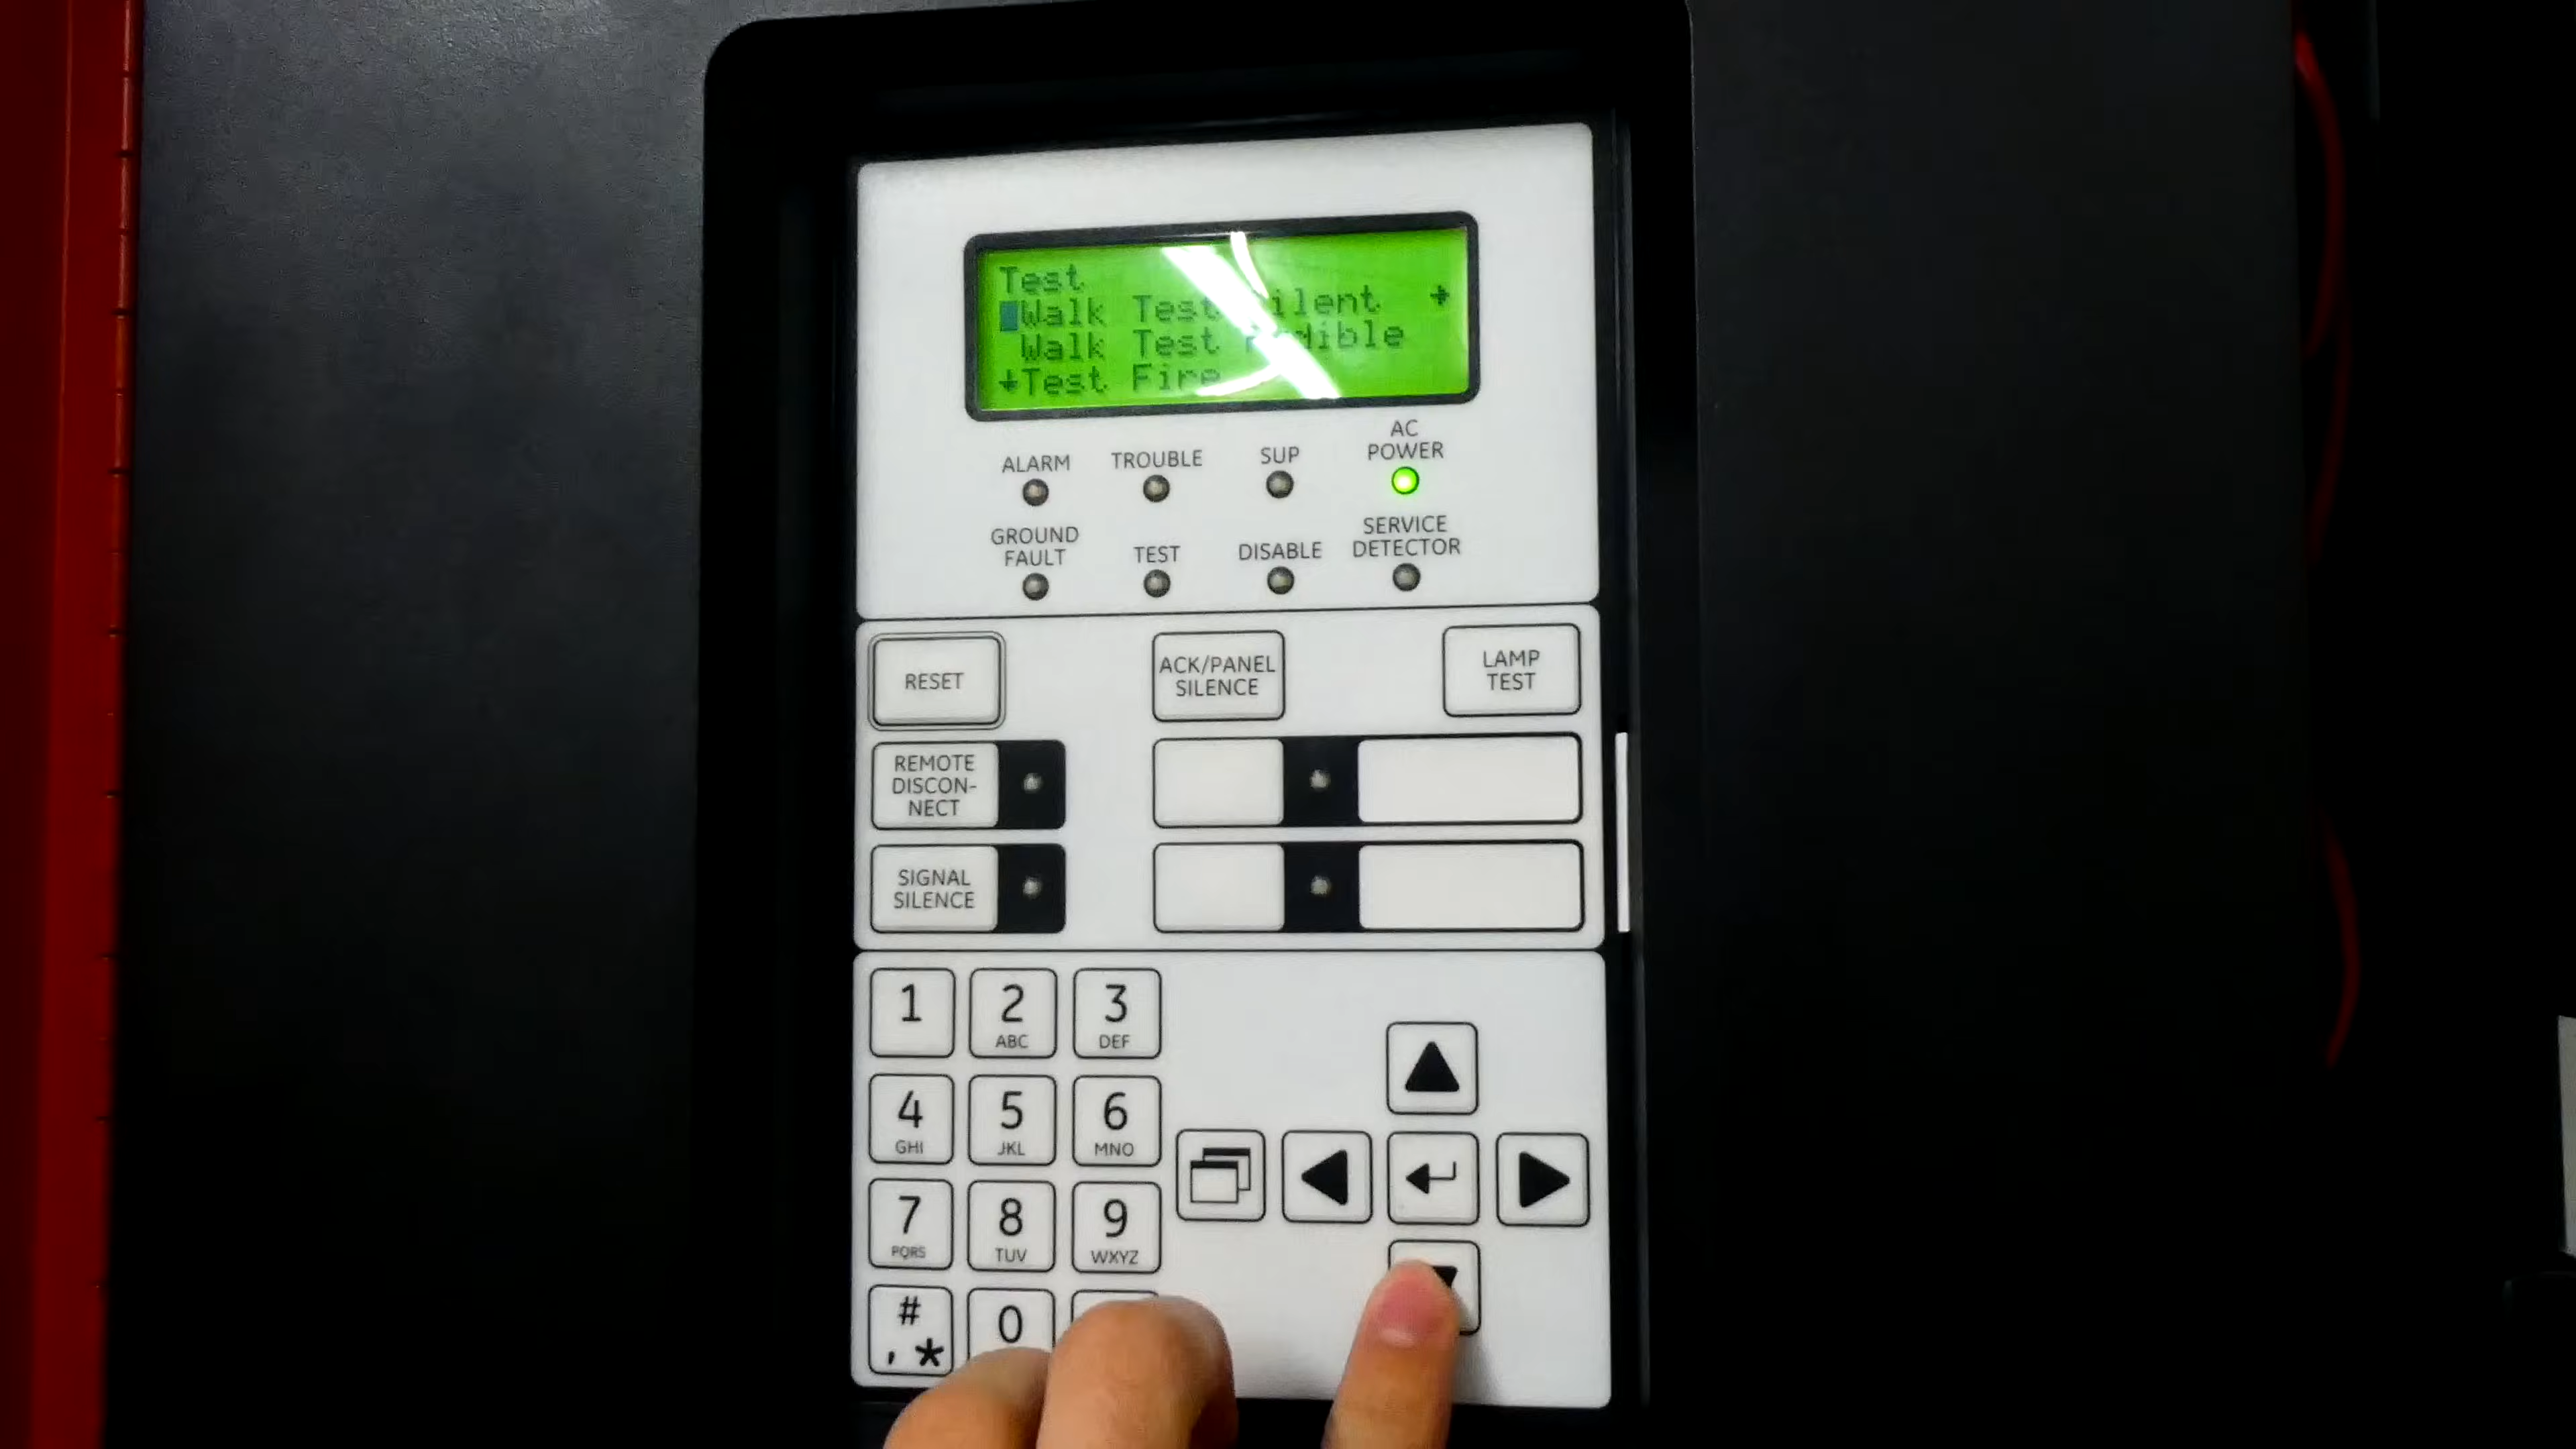 Test
Walk Test Silent
Walk Test Audible
Test Fire
ALARM
TROUBLE
SUP
AC
POWER
GROUND
FAULT
TEST
DISABLE
SERVICE
DETECTOR
RESET
ACK/PANEL
SILENCE
LAMP
TEST
REMOTE
DISCON-
NECT
SIGNAL
SILENCE
1
2
ABC
3
DEF
4
GHI
5
JKL
6
MNO
7
PQRS
8
TUV
9
WXYZ
#
, *
0